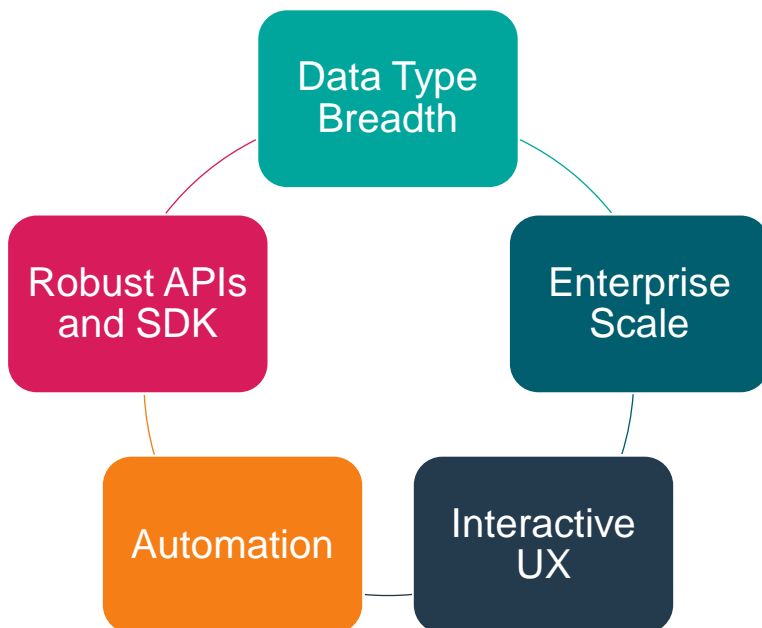 Data Type
Breadth
Enterprise
Scale
Interactive
UX
Automation
Robust APIs
and SDK